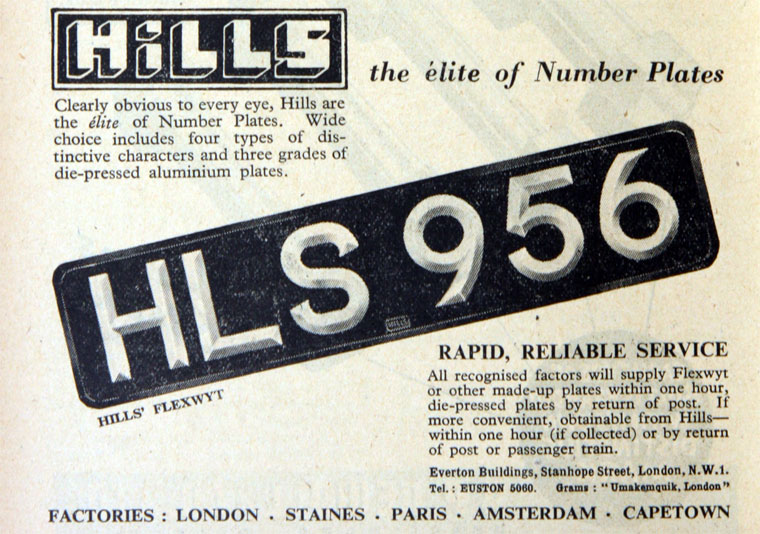 HiLLS
the élite of Number Plates
Clearly obvious to every eye, Hills are
the élite of Number Plates. Wide
choice includes four types of dis-
tinctive characters and three grades of
die-pressed aluminium plates.
HLS 956
HILLS
HILLS' FLEXWYT
RAPID, RELIABLE SERVICE
All recognised factors will supply Flexwyt
or other made-up plates within one hour,
die-pressed plates by return of post. If
more convenient, obtainable from Hills—
within one hour (if collected) or by return
of post or passenger train.
Everton Buildings, Stanhope Street, London, N.W.1.
Tel.: EUSTON 5060. Grams: "Umakemquik, London"
FACTORIES : LONDON · STAINES · PARIS · AMSTERDAM · CAPETOWN